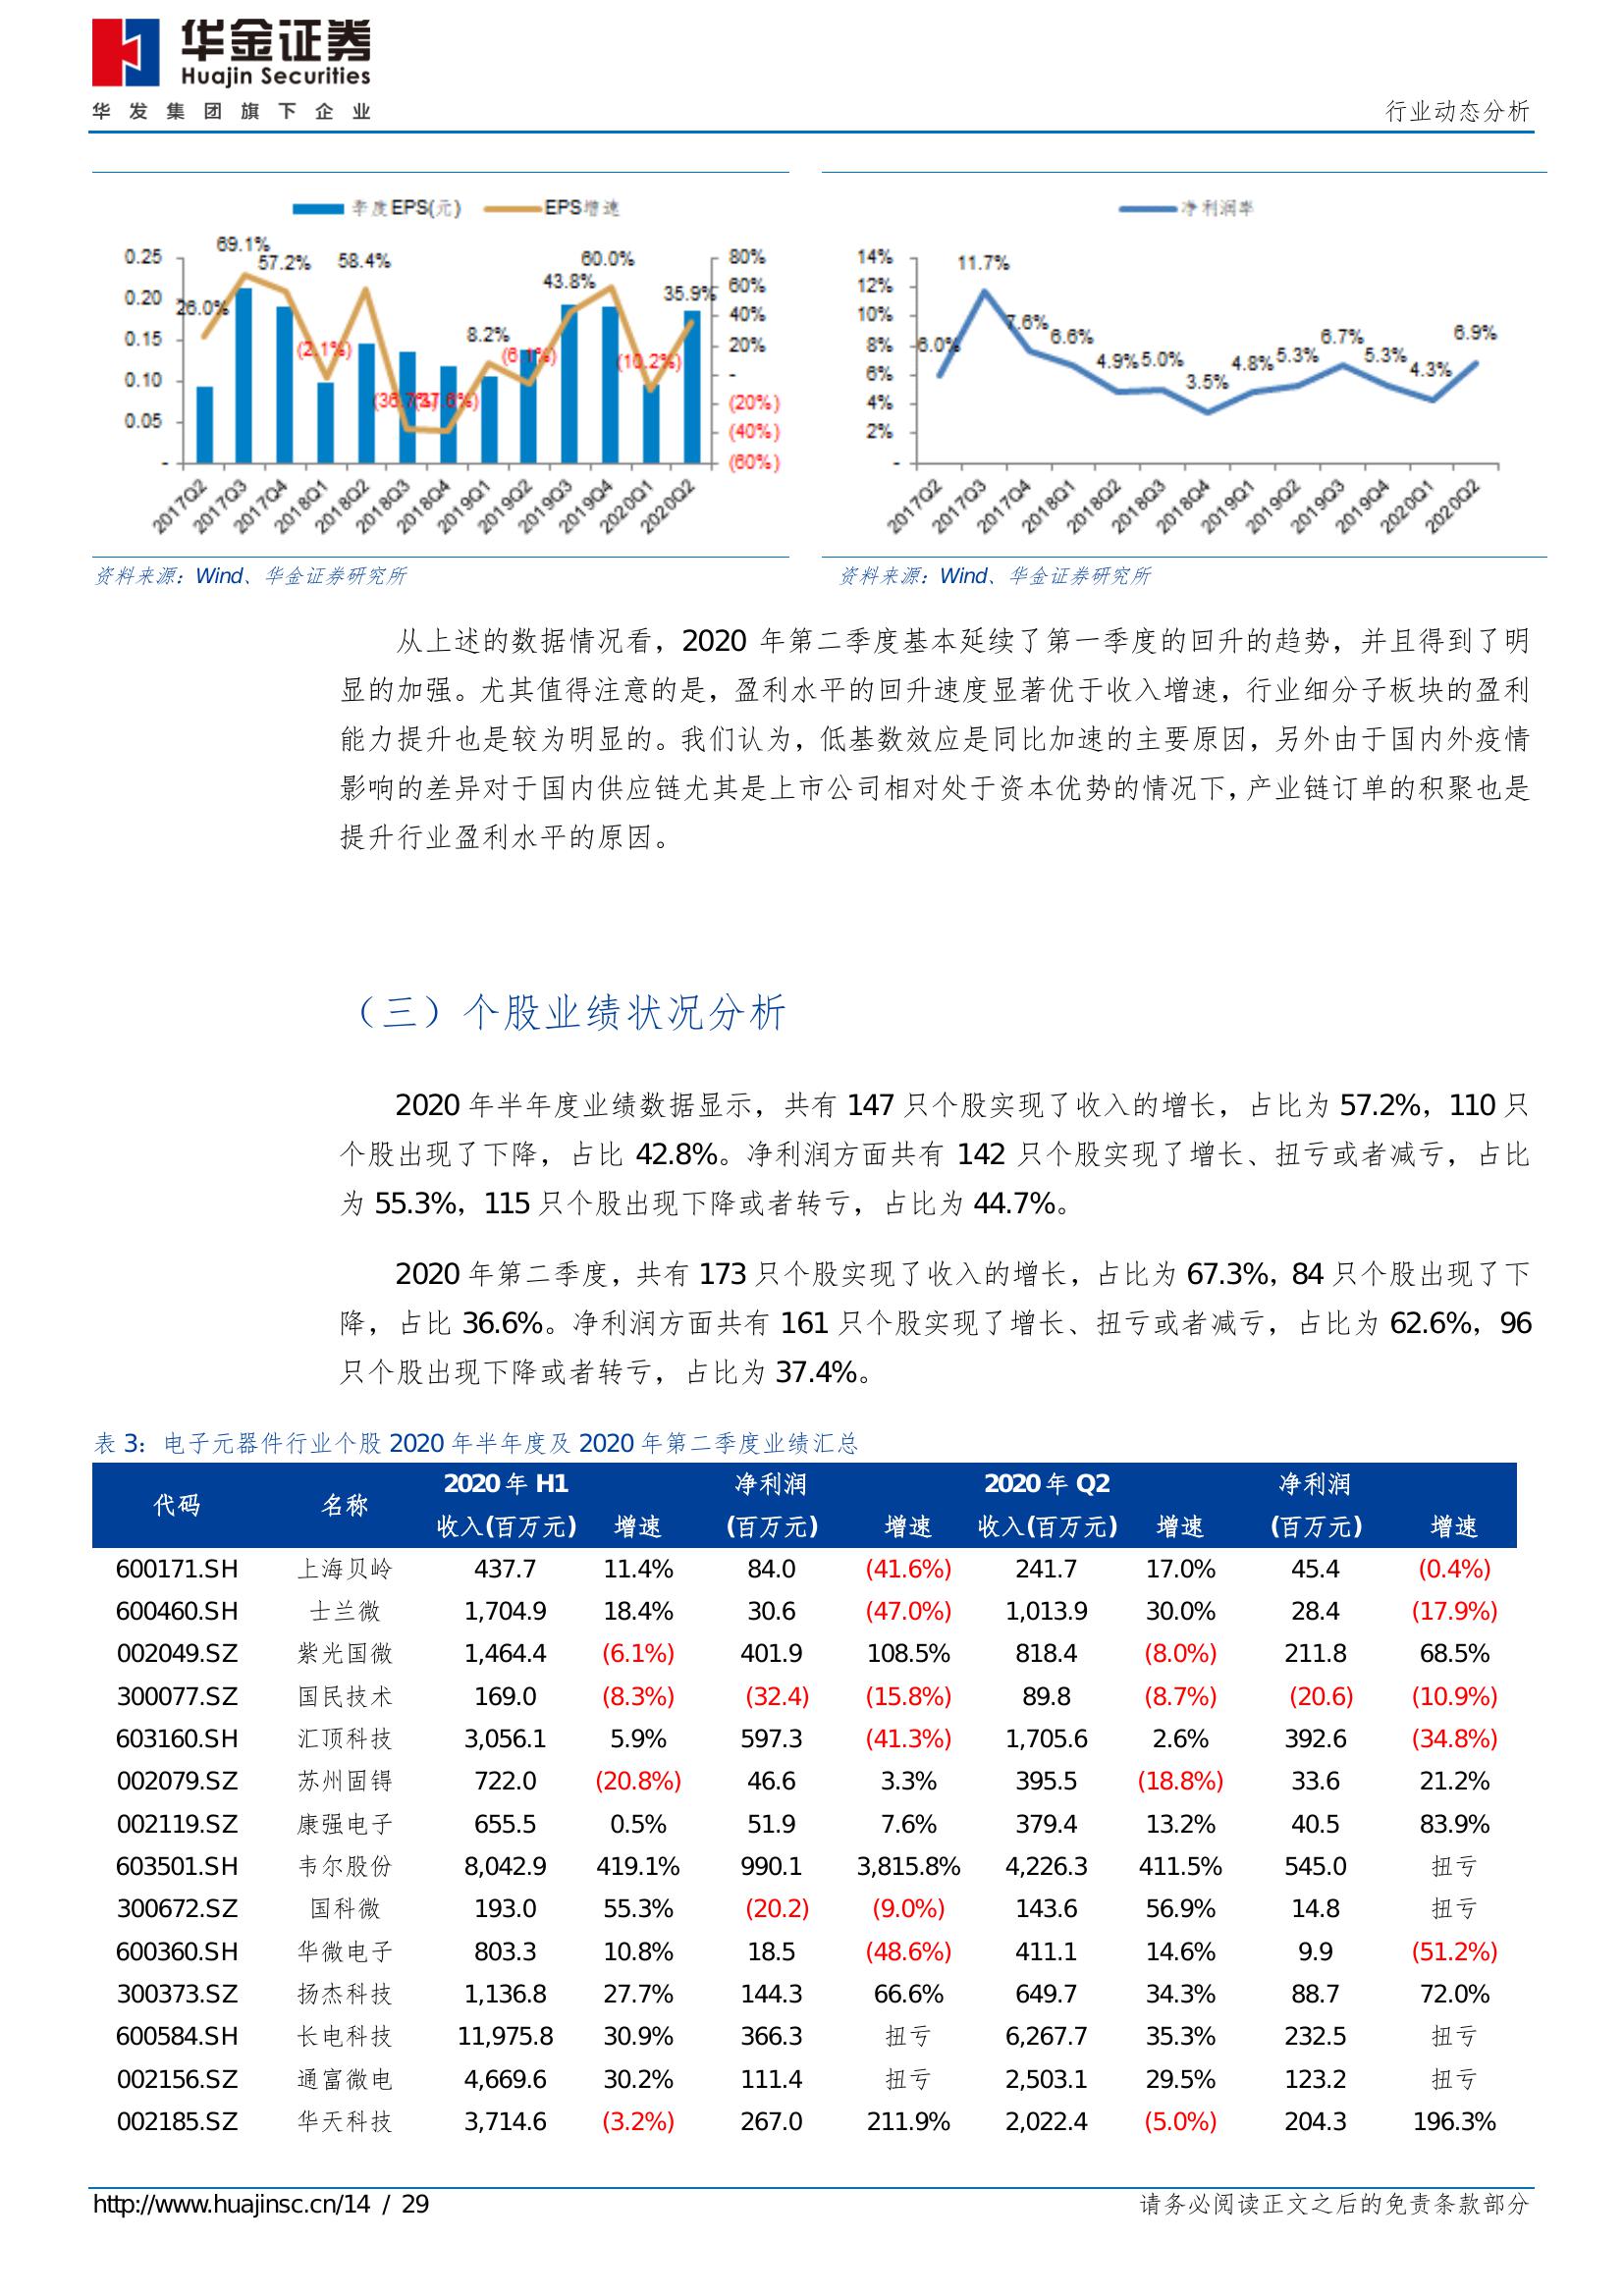 华金证券
Huajin Securities
华发集团旗下企业
行业动态分析
季度EPS(元) EPS增速
0.25
0.20
0.15
0.10
0.05
-
80%
60%
40%
20%
-
(20%)
(40%)
(60%)
26.0%
69.1%
57.2%
(2.1%)
58.4%
(37.6%)
8.2%
(6.1%)
43.8%
60.0%
(10.2%)
35.9%
2017Q2 2017Q3 2017Q4 2018Q1 2018Q2 2018Q3 2018Q4 2019Q1 2019Q2 2019Q3 2019Q4 2020Q1 2020Q2
资料来源：Wind、华金证券研究所
净利润率
14%
12%
10%
8%
6%
4%
2%
-
6.0%
11.7%
7.6%
6.6%
4.9%
5.0%
3.5%
4.8%
5.3%
6.7%
5.3%
4.3%
6.9%
2017Q2 2017Q3 2017Q4 2018Q1 2018Q2 2018Q3 2018Q4 2019Q1 2019Q2 2019Q3 2019Q4 2020Q1 2020Q2
资料来源：Wind、华金证券研究所
从上述的数据情况看，2020 年第二季度基本延续了第一季度的回升的趋势，并且得到了明
显的加强。尤其值得注意的是，盈利水平的回升速度显著优于收入增速，行业细分子板块的盈利
能力提升也是较为明显的。我们认为，低基数效应是同比加速的主要原因，另外由于国内外疫情
影响的差异对于国内供应链尤其是上市公司相对处于资本优势的情况下，产业链订单的积聚也是
提升行业盈利水平的原因。
（三）个股业绩状况分析
2020 年半年度业绩数据显示，共有 147 只个股实现了收入的增长，占比为 57.2%，110 只
个股出现了下降，占比 42.8%。净利润方面共有 142 只个股实现了增长、扭亏或者减亏，占比
为 55.3%，115 只个股出现下降或者转亏，占比为 44.7%。
2020 年第二季度，共有 173 只个股实现了收入的增长，占比为 67.3%，84 只个股出现了下
降，占比 36.6%。净利润方面共有 161 只个股实现了增长、扭亏或者减亏，占比为 62.6%，96
只个股出现下降或者转亏，占比为 37.4%。
表 3：电子元器件行业个股 2020 年半年度及 2020 年第二季度业绩汇总
代码 名称 2020 年 H1 净利润 2020 年 Q2 净利润
收入(百万元) 增速 (百万元) 增速 收入(百万元) 增速 (百万元) 增速
600171.SH 上海贝岭 437.7 11.4% 84.0 (41.6%) 241.7 17.0% 45.4 (0.4%)
600460.SH 士兰微 1,704.9 18.4% 30.6 (47.0%) 1,013.9 30.0% 28.4 (17.9%)
002049.SZ 紫光国微 1,464.4 (6.1%) 401.9 108.5% 818.4 (8.0%) 211.8 68.5%
300077.SZ 国民技术 169.0 (8.3%) (32.4) (15.8%) 89.8 (8.7%) (20.6) (10.9%)
603160.SH 汇顶科技 3,056.1 5.9% 597.3 (41.3%) 1,705.6 2.6% 392.6 (34.8%)
002079.SZ 苏州固锝 722.0 (20.8%) 46.6 3.3% 395.5 (18.8%) 33.6 21.2%
002119.SZ 康强电子 655.5 0.5% 51.9 7.6% 379.4 13.2% 40.5 83.9%
603501.SH 韦尔股份 8,042.9 419.1% 990.1 3,815.8% 4,226.3 411.5% 545.0 扭亏
300672.SZ 国科微 193.0 55.3% (20.2) (9.0%) 143.6 56.9% 14.8 扭亏
600360.SH 华微电子 803.3 10.8% 18.5 (48.6%) 411.1 14.6% 9.9 (51.2%)
300373.SZ 扬杰科技 1,136.8 27.7% 144.3 66.6% 649.7 34.3% 88.7 72.0%
600584.SH 长电科技 11,975.8 30.9% 366.3 扭亏 6,267.7 35.3% 232.5 扭亏
002156.SZ 通富微电 4,669.6 30.2% 111.4 扭亏 2,503.1 29.5% 123.2 扭亏
002185.SZ 华天科技 3,714.6 (3.2%) 267.0 211.9% 2,022.4 (5.0%) 204.3 196.3%
http://www.huajinsc.cn/14 / 29
请务必阅读正文之后的免责条款部分